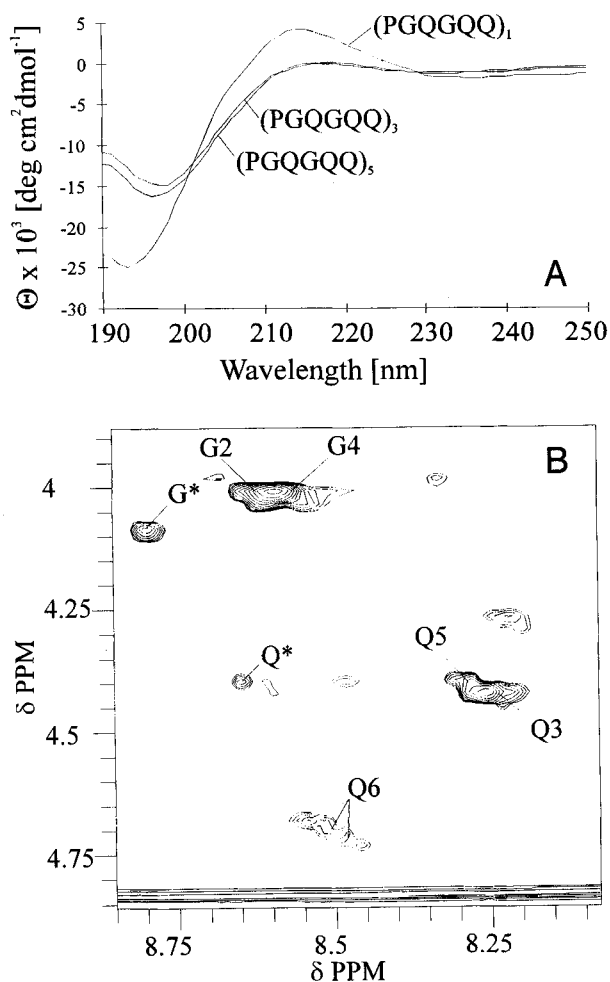 5
0
-5
-10
-15
-20
-25
-30
Θ x 10³ [deg cm²dmol⁻¹]
(PGQGQQ)₁
(PGQGQQ)₃
(PGQGQQ)₅
A
190 200 210 220 230 240 250
Wavelength [nm]
B
G2 G4
G*
Q*
Q5
Q3
Q6
4
4.25
4.5
4.75
δ PPM
8.75 8.5 8.25
δ PPM